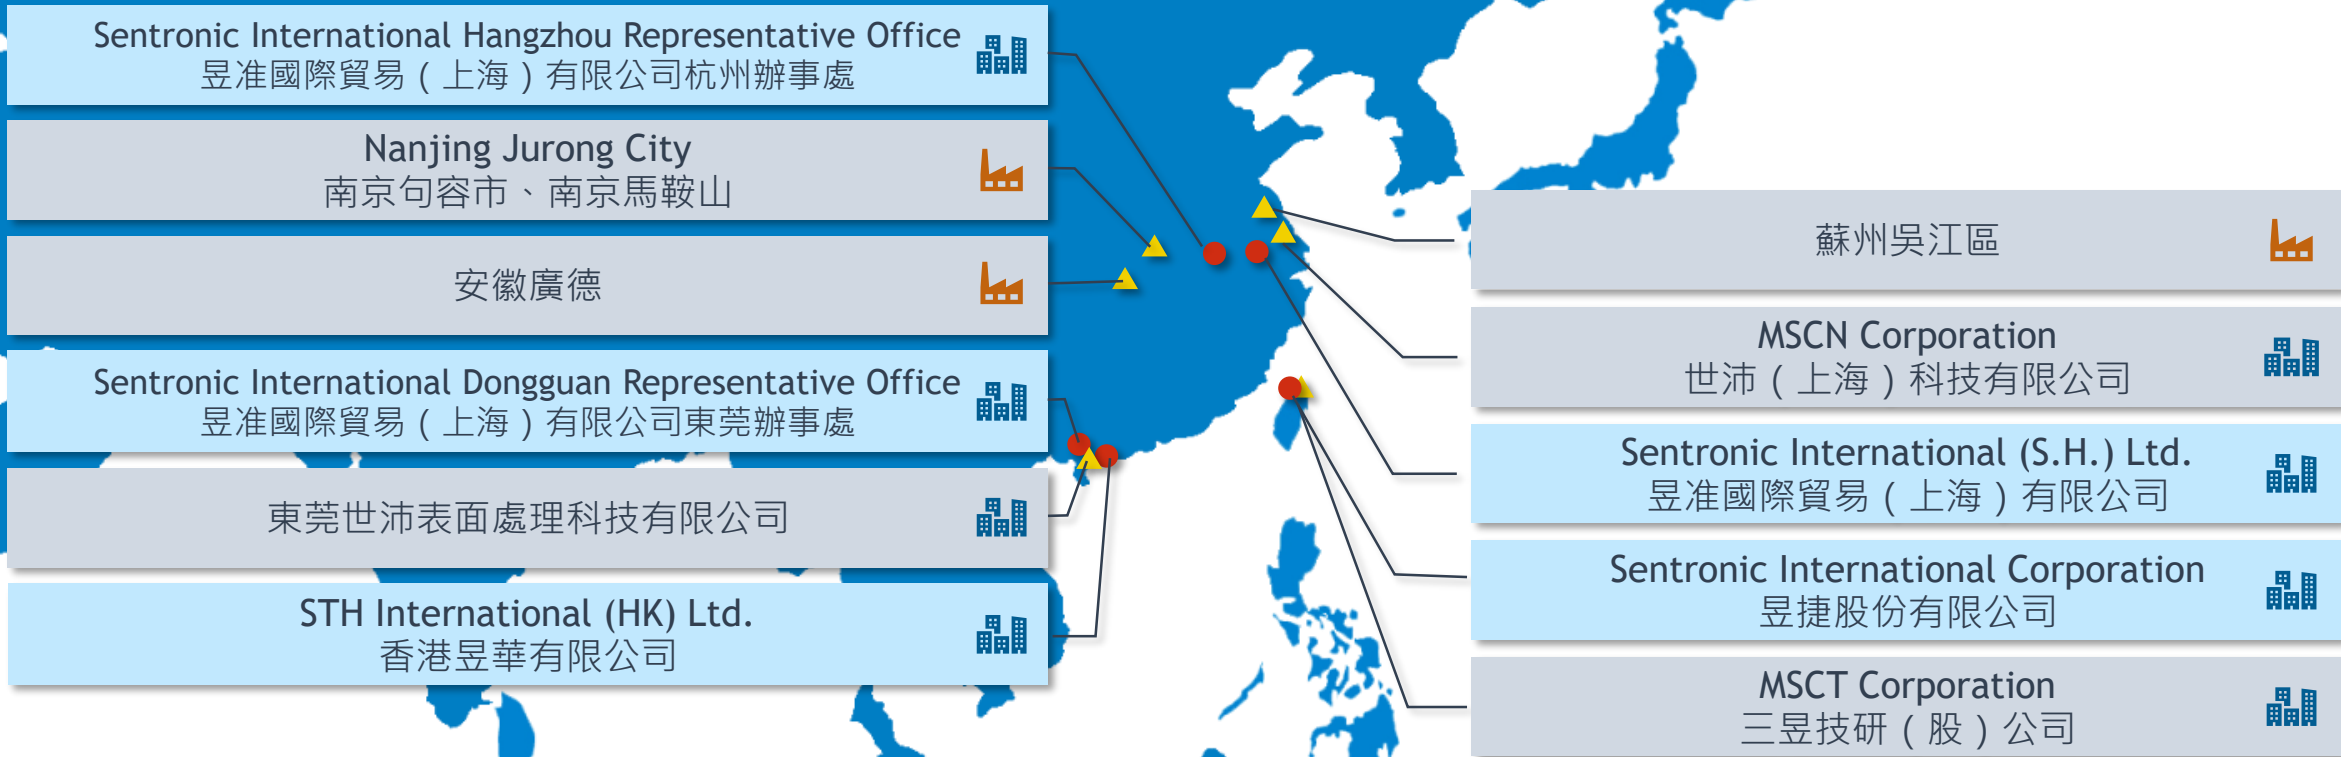 Sentronic International Hangzhou Representative Office
昱准國際貿易（上海）有限公司杭州辦事處
Nanjing Jurong City
南京句容市、南京馬鞍山
安徽廣德
Sentronic International Dongguan Representative Office
昱准國際貿易（上海）有限公司東莞辦事處
東莞世沛表面處理科技有限公司
STH International (HK) Ltd.
香港昱華有限公司
蘇州吳江區
MSCN Corporation
世沛（上海）科技有限公司
Sentronic International (S.H.) Ltd.
昱准國際貿易（上海）有限公司
Sentronic International Corporation
昱捷股份有限公司
MSCT Corporation
三昱技研（股）公司